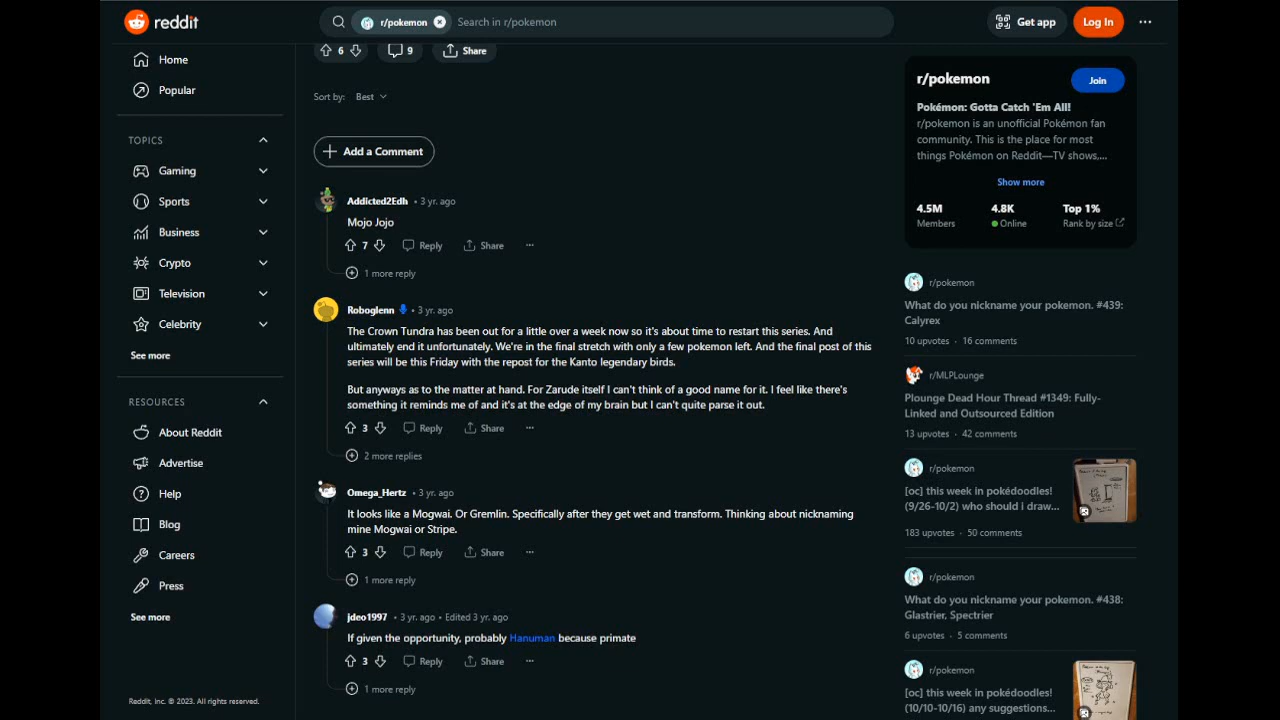 reddit
r/pokemon
Search in r/pokemon
Get app
Log In
Home
Popular
TOPICS
Gaming
Sports
Business
Crypto
Television
Celebrity
See more
RESOURCES
About Reddit
Advertise
Help
Blog
Careers
Press
See more
Reddit, Inc. © 2023. All rights reserved.
6
9
Share
Sort by: Best
Add a Comment
Addicted2Edh • 3 yr. ago
Mojo Jojo
7 Reply Share ...
1 more reply
Roboglenn • 3 yr. ago
The Crown Tundra has been out for a little over a week now so it's about time to restart this series. And
ultimately end it unfortunately. We're in the final stretch with only a few pokemon left. And the final post of this
series will be this Friday with the repost for the Kanto legendary birds.
But anyways as to the matter at hand. For Zarude itself I can't think of a good name for it. I feel like there's
something it reminds me of and it's at the edge of my brain but I can't quite parse it out.
3 Reply Share ...
2 more replies
Omega_Hertz • 3 yr. ago
It looks like a Mogwai. Or Gremlin. Specifically after they get wet and transform. Thinking about nicknaming
mine Mogwai or Stripe.
3 Reply Share ...
1 more reply
jdeo1997 • 3 yr. ago • Edited 3 yr. ago
If given the opportunity, probably Hanuman because primate
3 Reply Share ...
1 more reply
r/pokemon
Join
Pokémon: Gotta Catch 'Em All!
r/pokemon is an unofficial Pokémon fan
community. This is the place for most
things Pokémon on Reddit—TV shows,...
Show more
4.5M 4.8K Top 1%
Members Online Rank by size
r/pokemon
What do you nickname your pokemon. #439:
Calyrex
10 upvotes · 16 comments
r/MLPLounge
Plounge Dead Hour Thread #1349: Fully-
Linked and Outsourced Edition
13 upvotes · 42 comments
r/pokemon
[oc] this week in pokédoodles!
(9/26-10/2) who should i draw...
183 upvotes · 50 comments
r/pokemon
What do you nickname your pokemon. #438:
Glastrier, Spectrier
6 upvotes · 5 comments
r/pokemon
[oc] this week in pokédoodles!
(10/10-10/16) any suggestions...